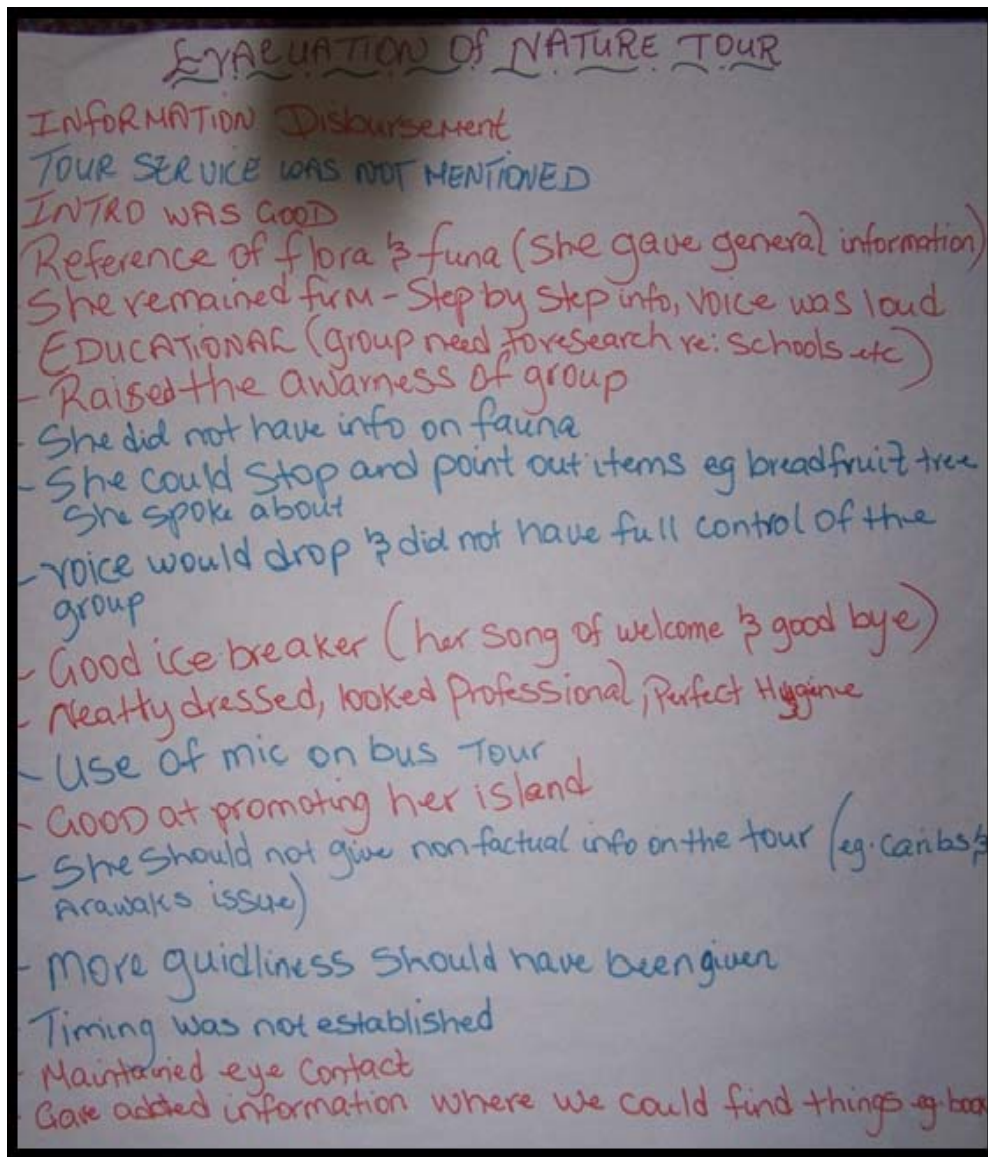 EVALUATION Of NATURE TOUR
INFORMATION Disbursement
TOUR SERVICE WAS NOT MENTIONED
INTRO WAS GOOD
Reference of flora & funa (she gave general information)
She remained firm - Step by Step info, voice was loud
EDUCATIONAL (group need to research re: schools etc)
- Raised the awarness of group
- She did not have info on fauna
- She could stop and point out items eg breadfruit tree
she spoke about
- voice would drop & did not have full control of the
group
- Good ice breaker (her song of welcome & good bye)
- Neatly dressed, looked professional, Perfect Hygine
- Use of mic on bus Tour
- GOOD at promoting her island
- She should not give non factual info on the tour (eg. caribs &
Arawaks issue)
- more guidliness should have been given
Timing was not established
- Maintained eye contact
- Gave added information where we could find things eg. boo